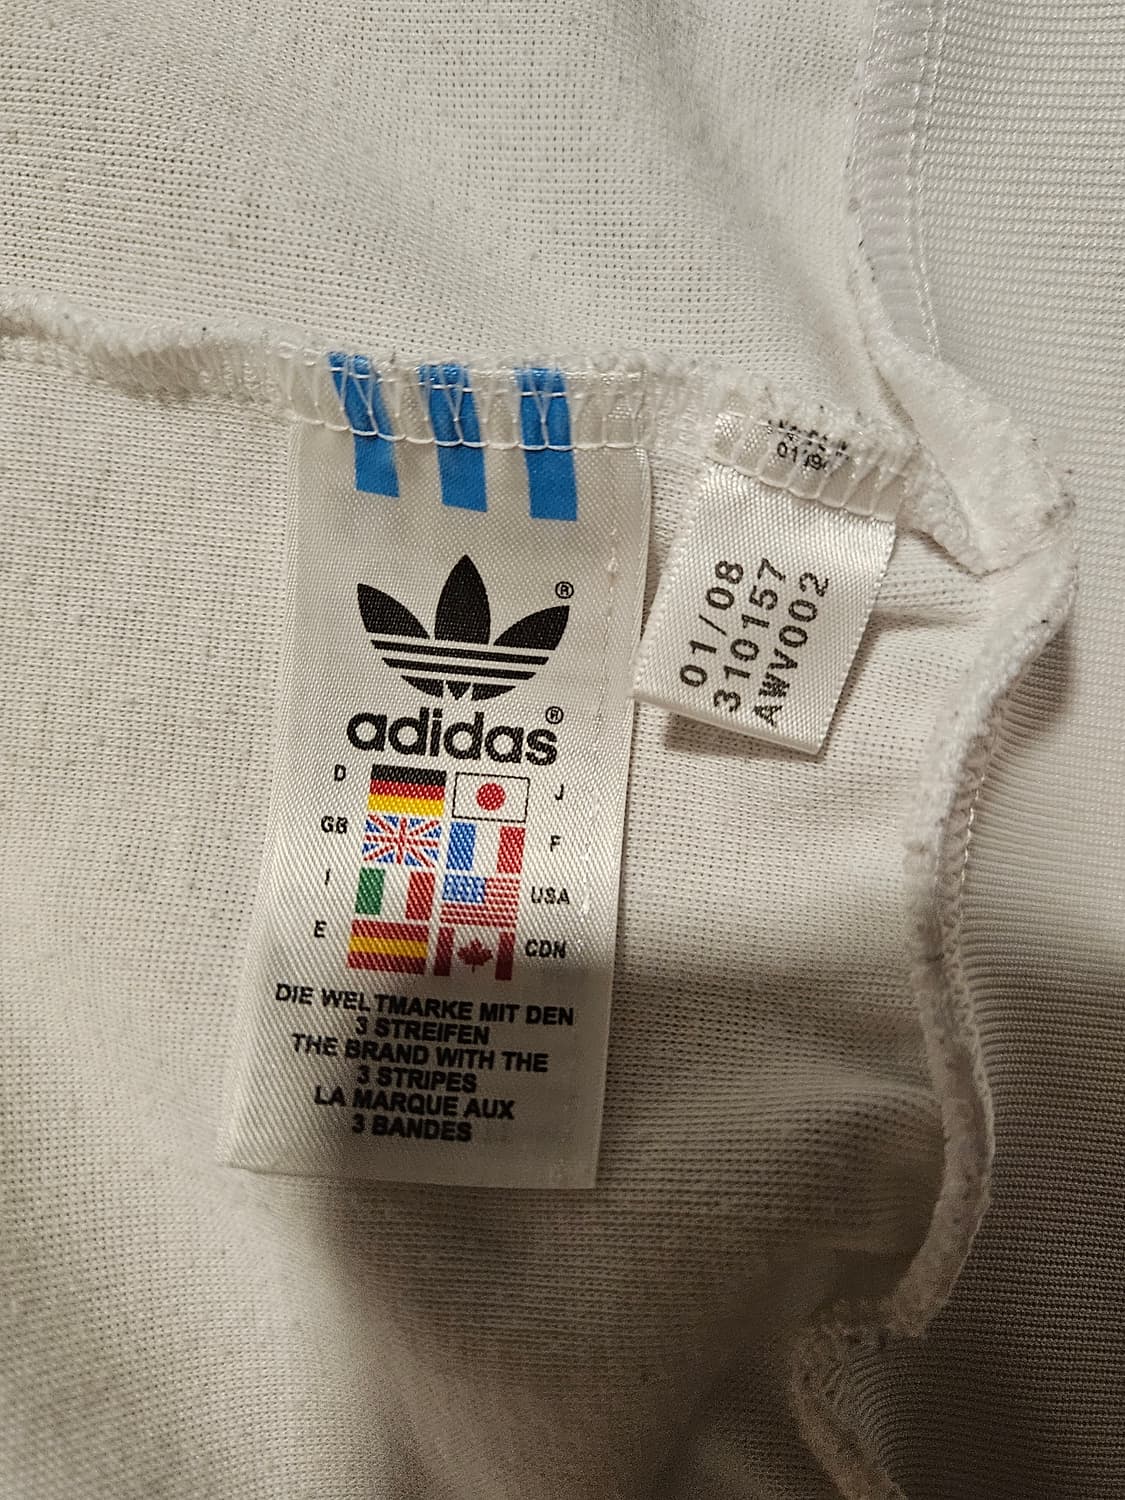 ®
adidas®
D
J
GB
F
I
USA
E
CDN
DIE WELTMARKE MIT DEN
3 STREIFEN
THE BRAND WITH THE
3 STRIPES
LA MARQUE AUX
3 BANDES
01/08
310157
AWV002